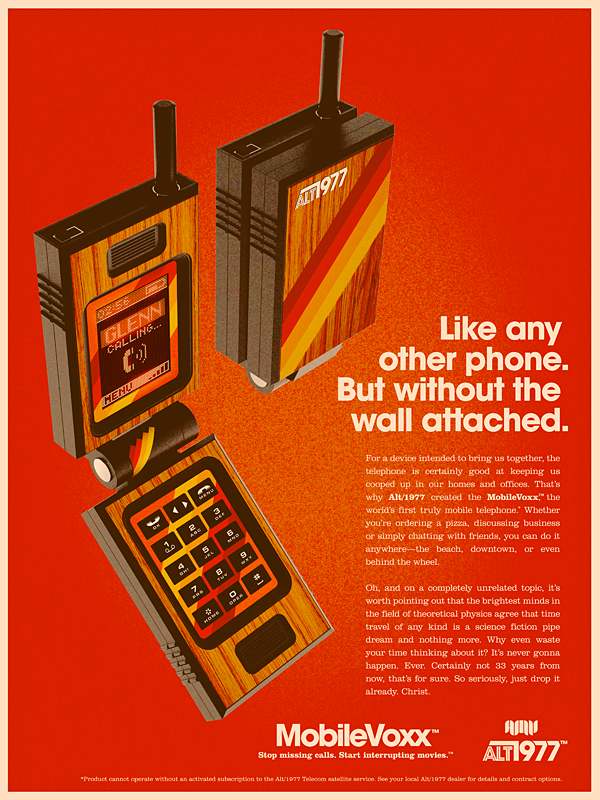 ALT1977
02:56
GLENN
CALLING...
MENU
OK
MENU
1
2 ABC
3 DEF
4 GHI
5 JKL
6 MNO
7 PRS
8 TUV
9 WXY
HOME
0 OPER
#
Like any
other phone.
But without the
wall attached.
For a device intended to bring us together, the
telephone is certainly good at keeping us
cooped up in our homes and offices. That's
why Alt/1977 created the MobileVoxx,™ the
world's first truly mobile telephone.* Whether
you're ordering a pizza, discussing business
or simply chatting with friends, you can do it
anywhere—the beach, downtown, or even
behind the wheel.
Oh, and on a completely unrelated topic, it's
worth pointing out that the brightest minds in
the field of theoretical physics agree that time
travel of any kind is a science fiction pipe
dream and nothing more. Why even waste
your time thinking about it? It's never gonna
happen. Ever. Certainly not 33 years from
now, that's for sure. So seriously, just drop it
already. Christ.
MobileVoxx™
Stop missing calls. Start interrupting movies.™
ALT1977™
*Product cannot operate without an activated subscription to the Alt/1977 Telecom satellite service. See your local Alt/1977 dealer for details and contract options.